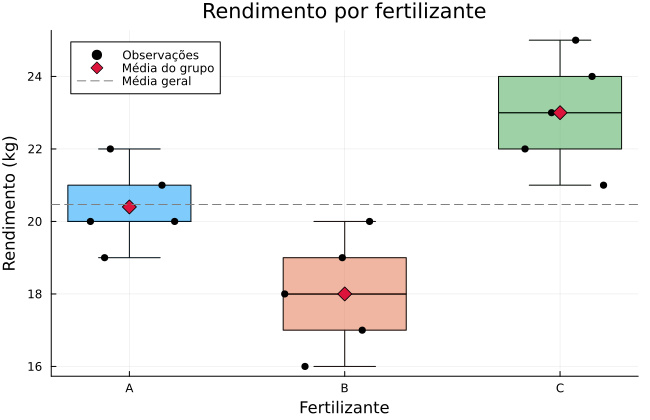 Rendimento por fertilizante
Observações
Média do grupo
Média geral
Rendimento (kg)
24
22
20
18
16
A
B
C
Fertilizante